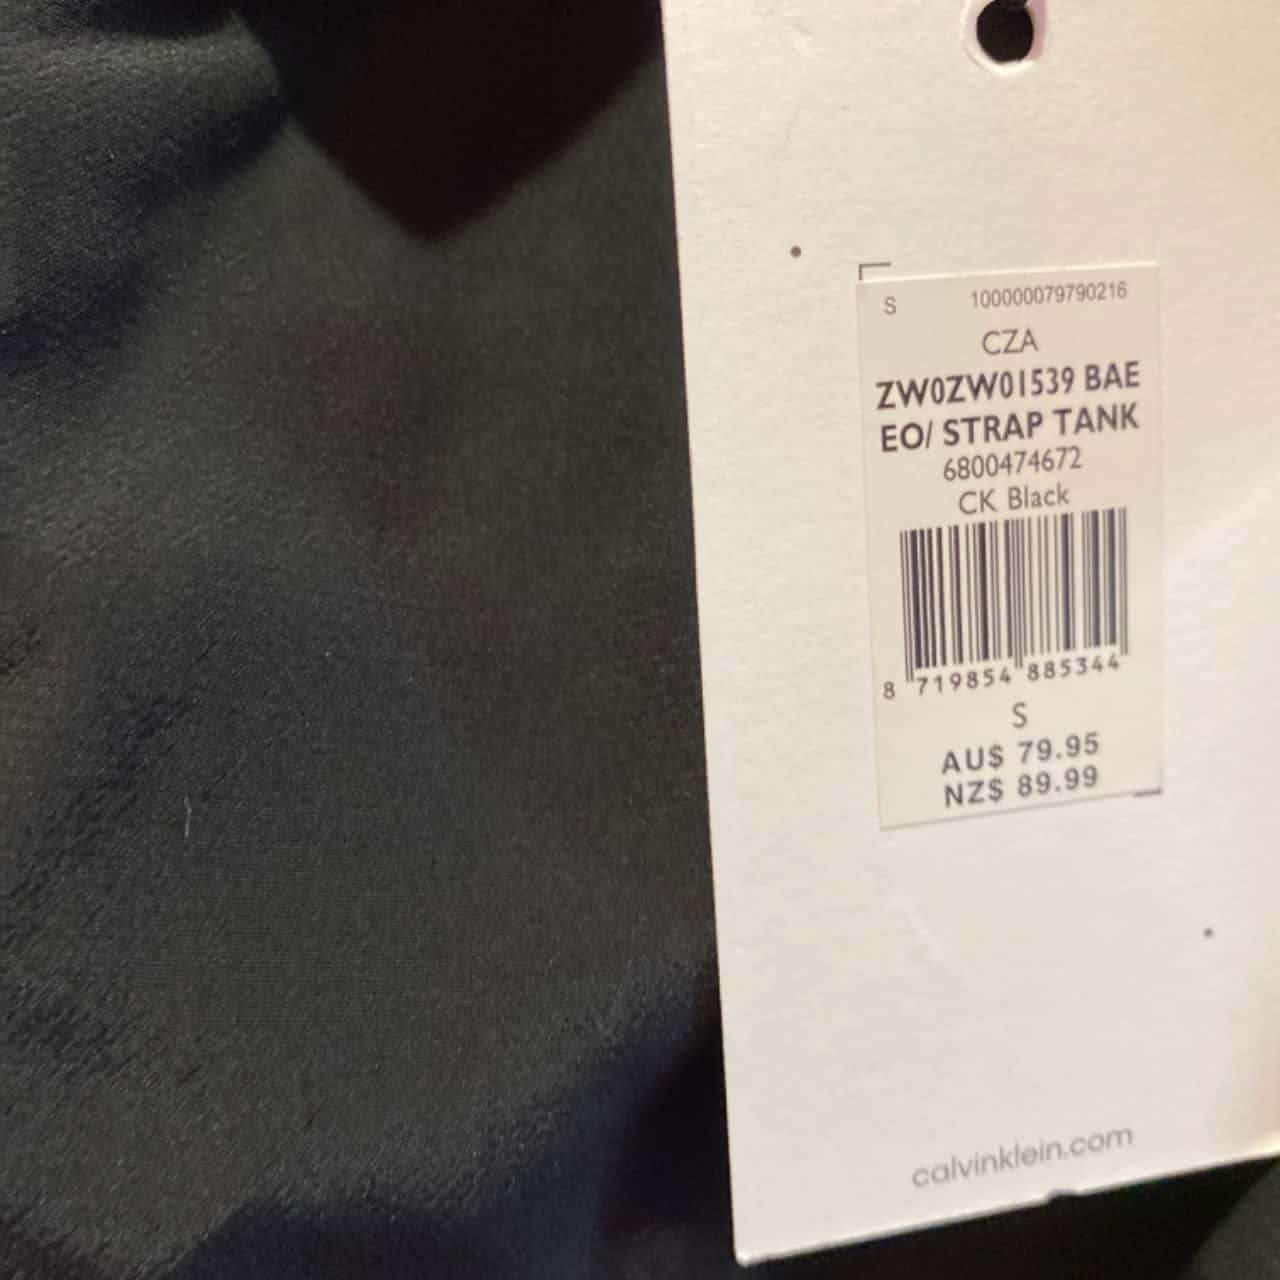 S 100000079790216
CZA
ZW0ZW01539 BAE
EO/ STRAP TANK
6800474672
CK Black
8 719854 885344
S
AU$ 79.95
NZ$ 89.99
calvinklein.com